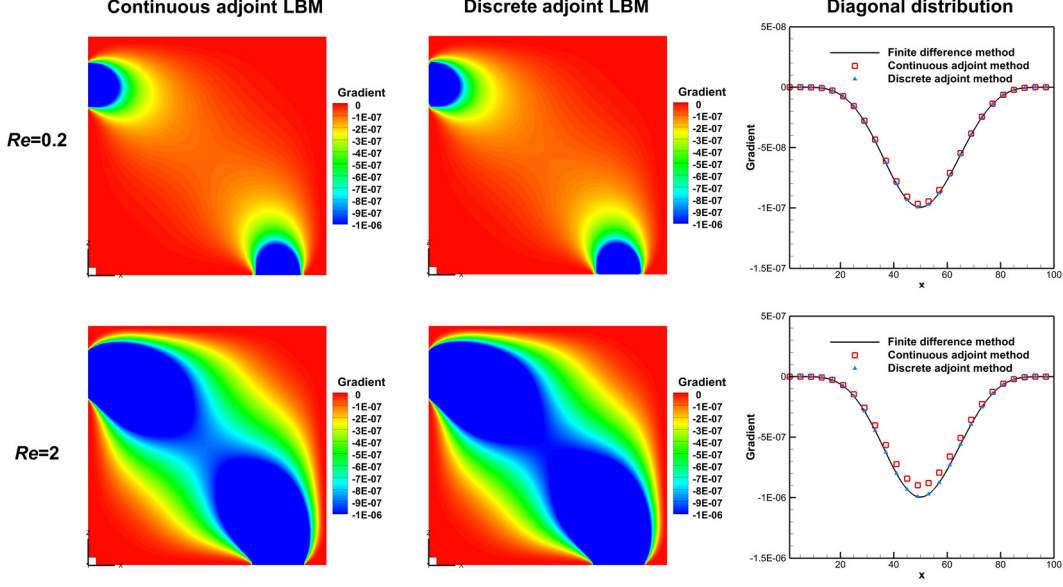 Continuous adjoint LBM
Discrete adjoint LBM
Diagonal distribution
Re=0.2
Gradient
0
-1E-07
-2E-07
-3E-07
-4E-07
-5E-07
-6E-07
-7E-07
-8E-07
-9E-07
-1E-06
Z
X
Gradient
0
-1E-07
-2E-07
-3E-07
-4E-07
-5E-07
-6E-07
-7E-07
-8E-07
-9E-07
-1E-06
Z
X
5E-08
0
-5E-08
-1E-07
-1.5E-07
Gradient
Finite difference method
Continuous adjoint method
Discrete adjoint method
20
40
60
80
100
x
Re=2
Gradient
0
-1E-07
-2E-07
-3E-07
-4E-07
-5E-07
-6E-07
-7E-07
-8E-07
-9E-07
-1E-06
Z
X
Gradient
0
-1E-07
-2E-07
-3E-07
-4E-07
-5E-07
-6E-07
-7E-07
-8E-07
-9E-07
-1E-06
Z
X
5E-07
0
-5E-07
-1E-06
-1.5E-06
Gradient
Finite difference method
Continuous adjoint method
Discrete adjoint method
20
40
60
80
100
x